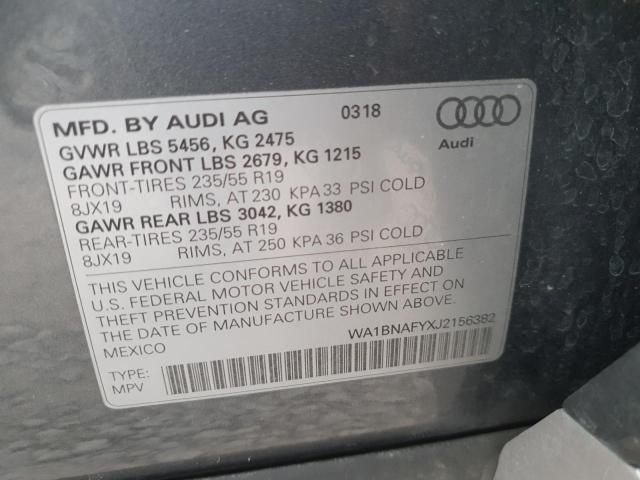 MFD. BY AUDI AG 0318
GVWR LBS 5456, KG 2475
GAWR FRONT LBS 2679, KG 1215
FRONT-TIRES 235/55 R19
8JX19 RIMS, AT 230 KPA 33 PSI COLD
GAWR REAR LBS 3042, KG 1380
REAR-TIRES 235/55 R19
8JX19 RIMS, AT 250 KPA 36 PSI COLD
Audi
THIS VEHICLE CONFORMS TO ALL APPLICABLE
U.S. FEDERAL MOTOR VEHICLE SAFETY AND
THEFT PREVENTION STANDARDS IN EFFECT ON
THE DATE OF MANUFACTURE SHOWN ABOVE.
MEXICO WA1BNAFYXJ2156382
TYPE:
MPV